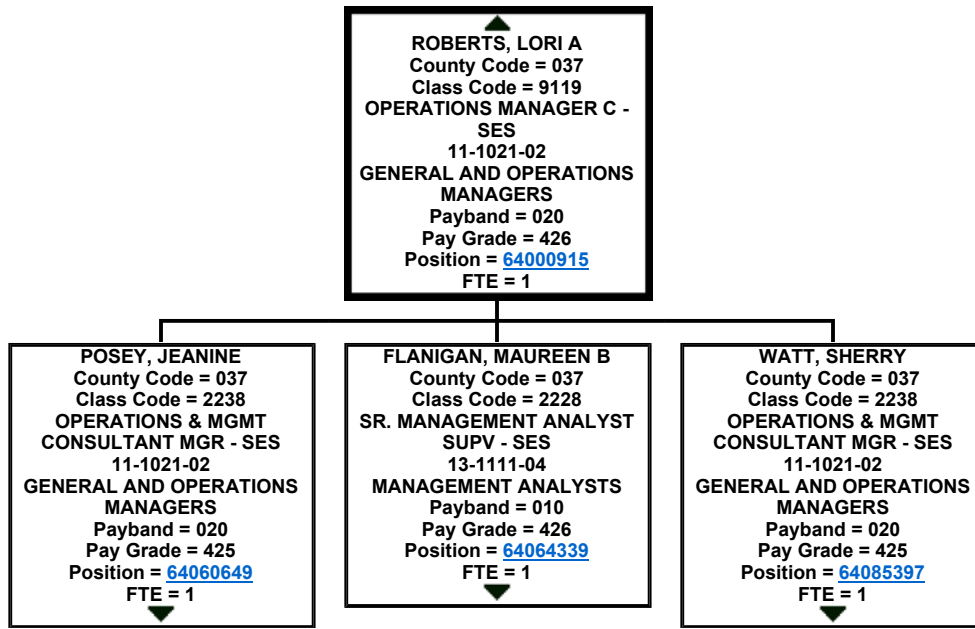 ROBERTS, LORI A
County Code = 037
Class Code = 9119
OPERATIONS MANAGER C -
SES
11-1021-02
GENERAL AND OPERATIONS
MANAGERS
Payband = 020
Pay Grade = 426
Position = 64000915
FTE = 1
POSEY, JEANINE
County Code = 037
Class Code = 2238
OPERATIONS & MGMT
CONSULTANT MGR - SES
11-1021-02
GENERAL AND OPERATIONS
MANAGERS
Payband = 020
Pay Grade = 425
Position = 64060649
FTE = 1
FLANIGAN, MAUREEN B
County Code = 037
Class Code = 2228
SR. MANAGEMENT ANALYST
SUPV - SES
13-1111-04
MANAGEMENT ANALYSTS
Payband = 010
Pay Grade = 426
Position = 64064339
FTE = 1
WATT, SHERRY
County Code = 037
Class Code = 2238
OPERATIONS & MGMT
CONSULTANT MGR - SES
11-1021-02
GENERAL AND OPERATIONS
MANAGERS
Payband = 020
Pay Grade = 425
Position = 64085397
FTE = 1